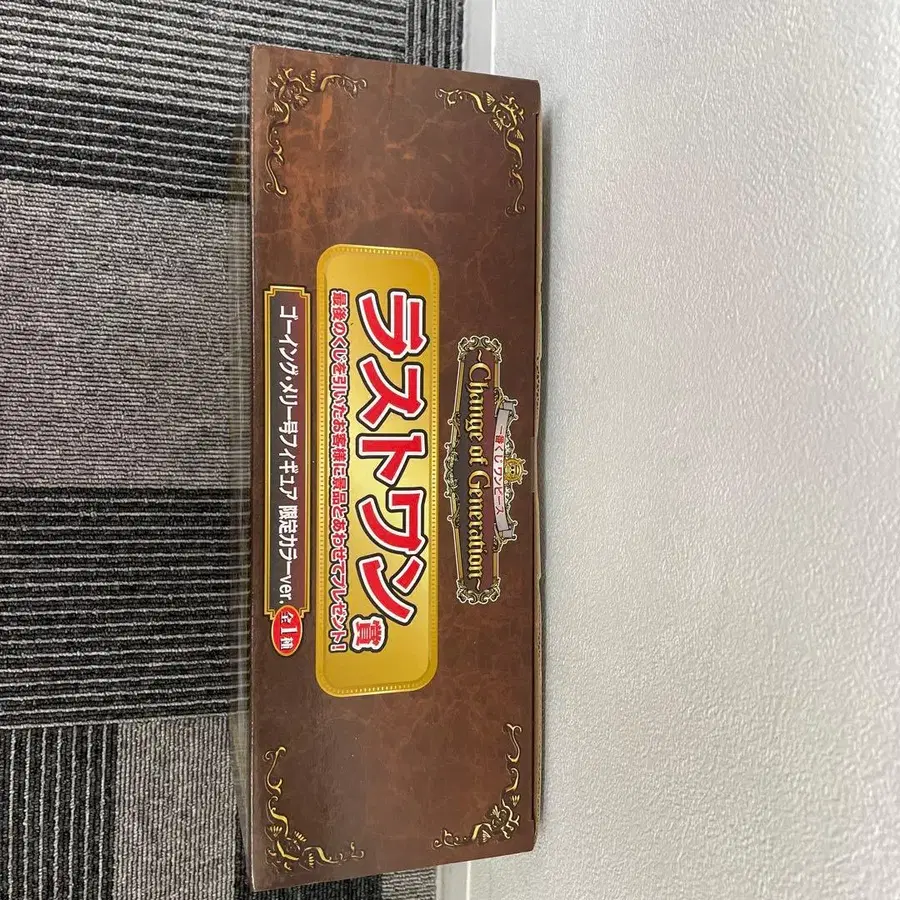 一番くじ ワンピース
~Change of Generation~
ラストワン賞
最後のくじを引いたお客様に景品とあわせてプレゼント!
ゴーイング・メリー号フィギュア 限定カラーver. 全1種